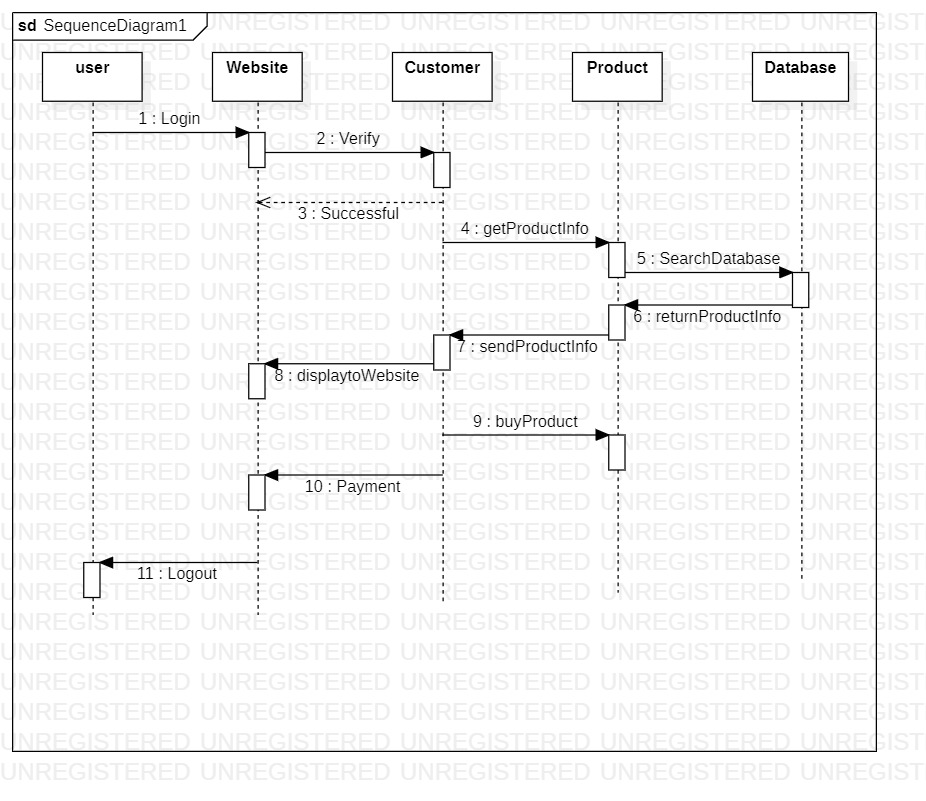 sd SequenceDiagram1
user Website Customer Product Database
1 : Login
2 : Verify
3 : Successful
4 : getProductInfo
5 : SearchDatabase
6 : returnProductInfo
7 : sendProductInfo
8 : displaytoWebsite
9 : buyProduct
10 : Payment
11 : Logout
UNREGISTERED UNREGISTERED UNREGISTERED UNREGISTERED UNREGIST